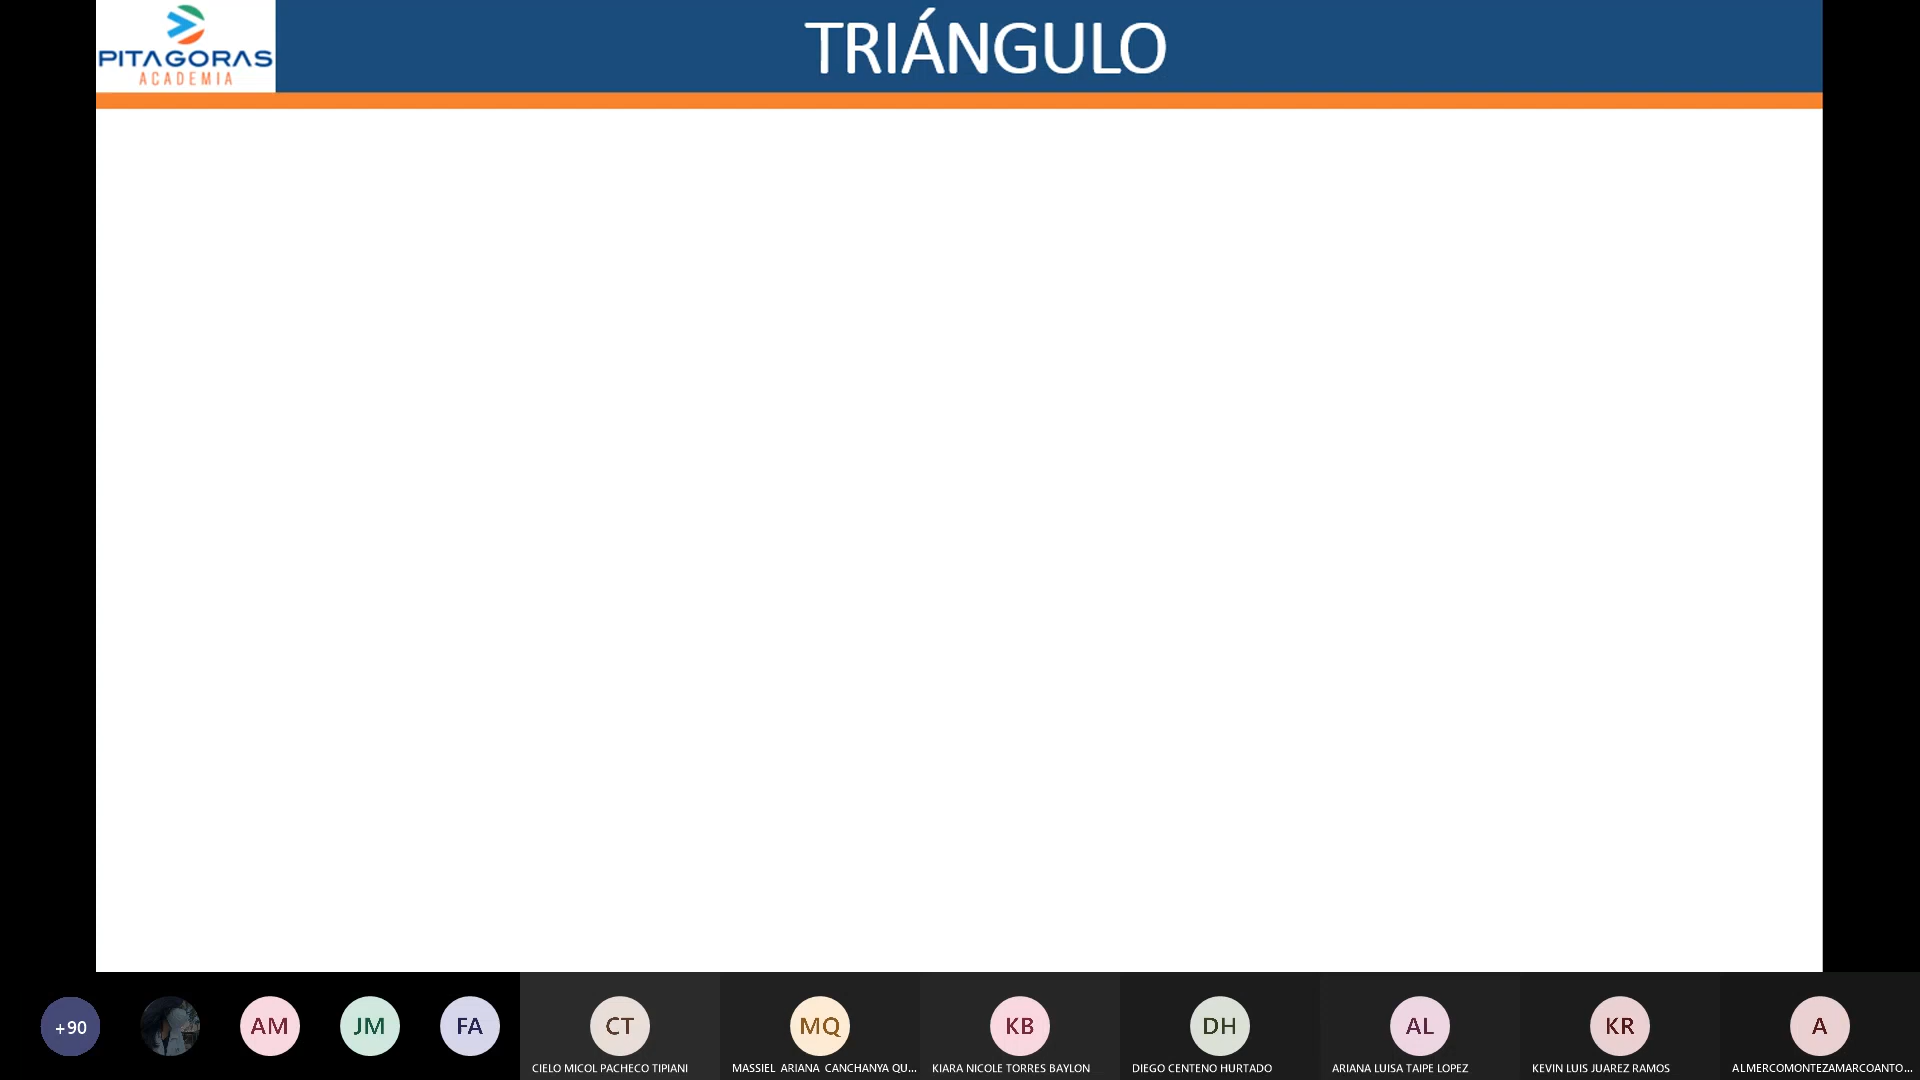 PITAGORAS
ACADEMIA
TRIÁNGULO
+90
AM
JM
FA
CT
CIELO MICOL PACHECO TIPIANI
MQ
MASSIEL ARIANA CANCHANYA QU...
KB
KIARA NICOLE TORRES BAYLON
DH
DIEGO CENTENO HURTADO
AL
ARIANA LUISA TAIPE LOPEZ
KR
KEVIN LUIS JUAREZ RAMOS
A
ALMERCOMONTEZAMARCOANTO...